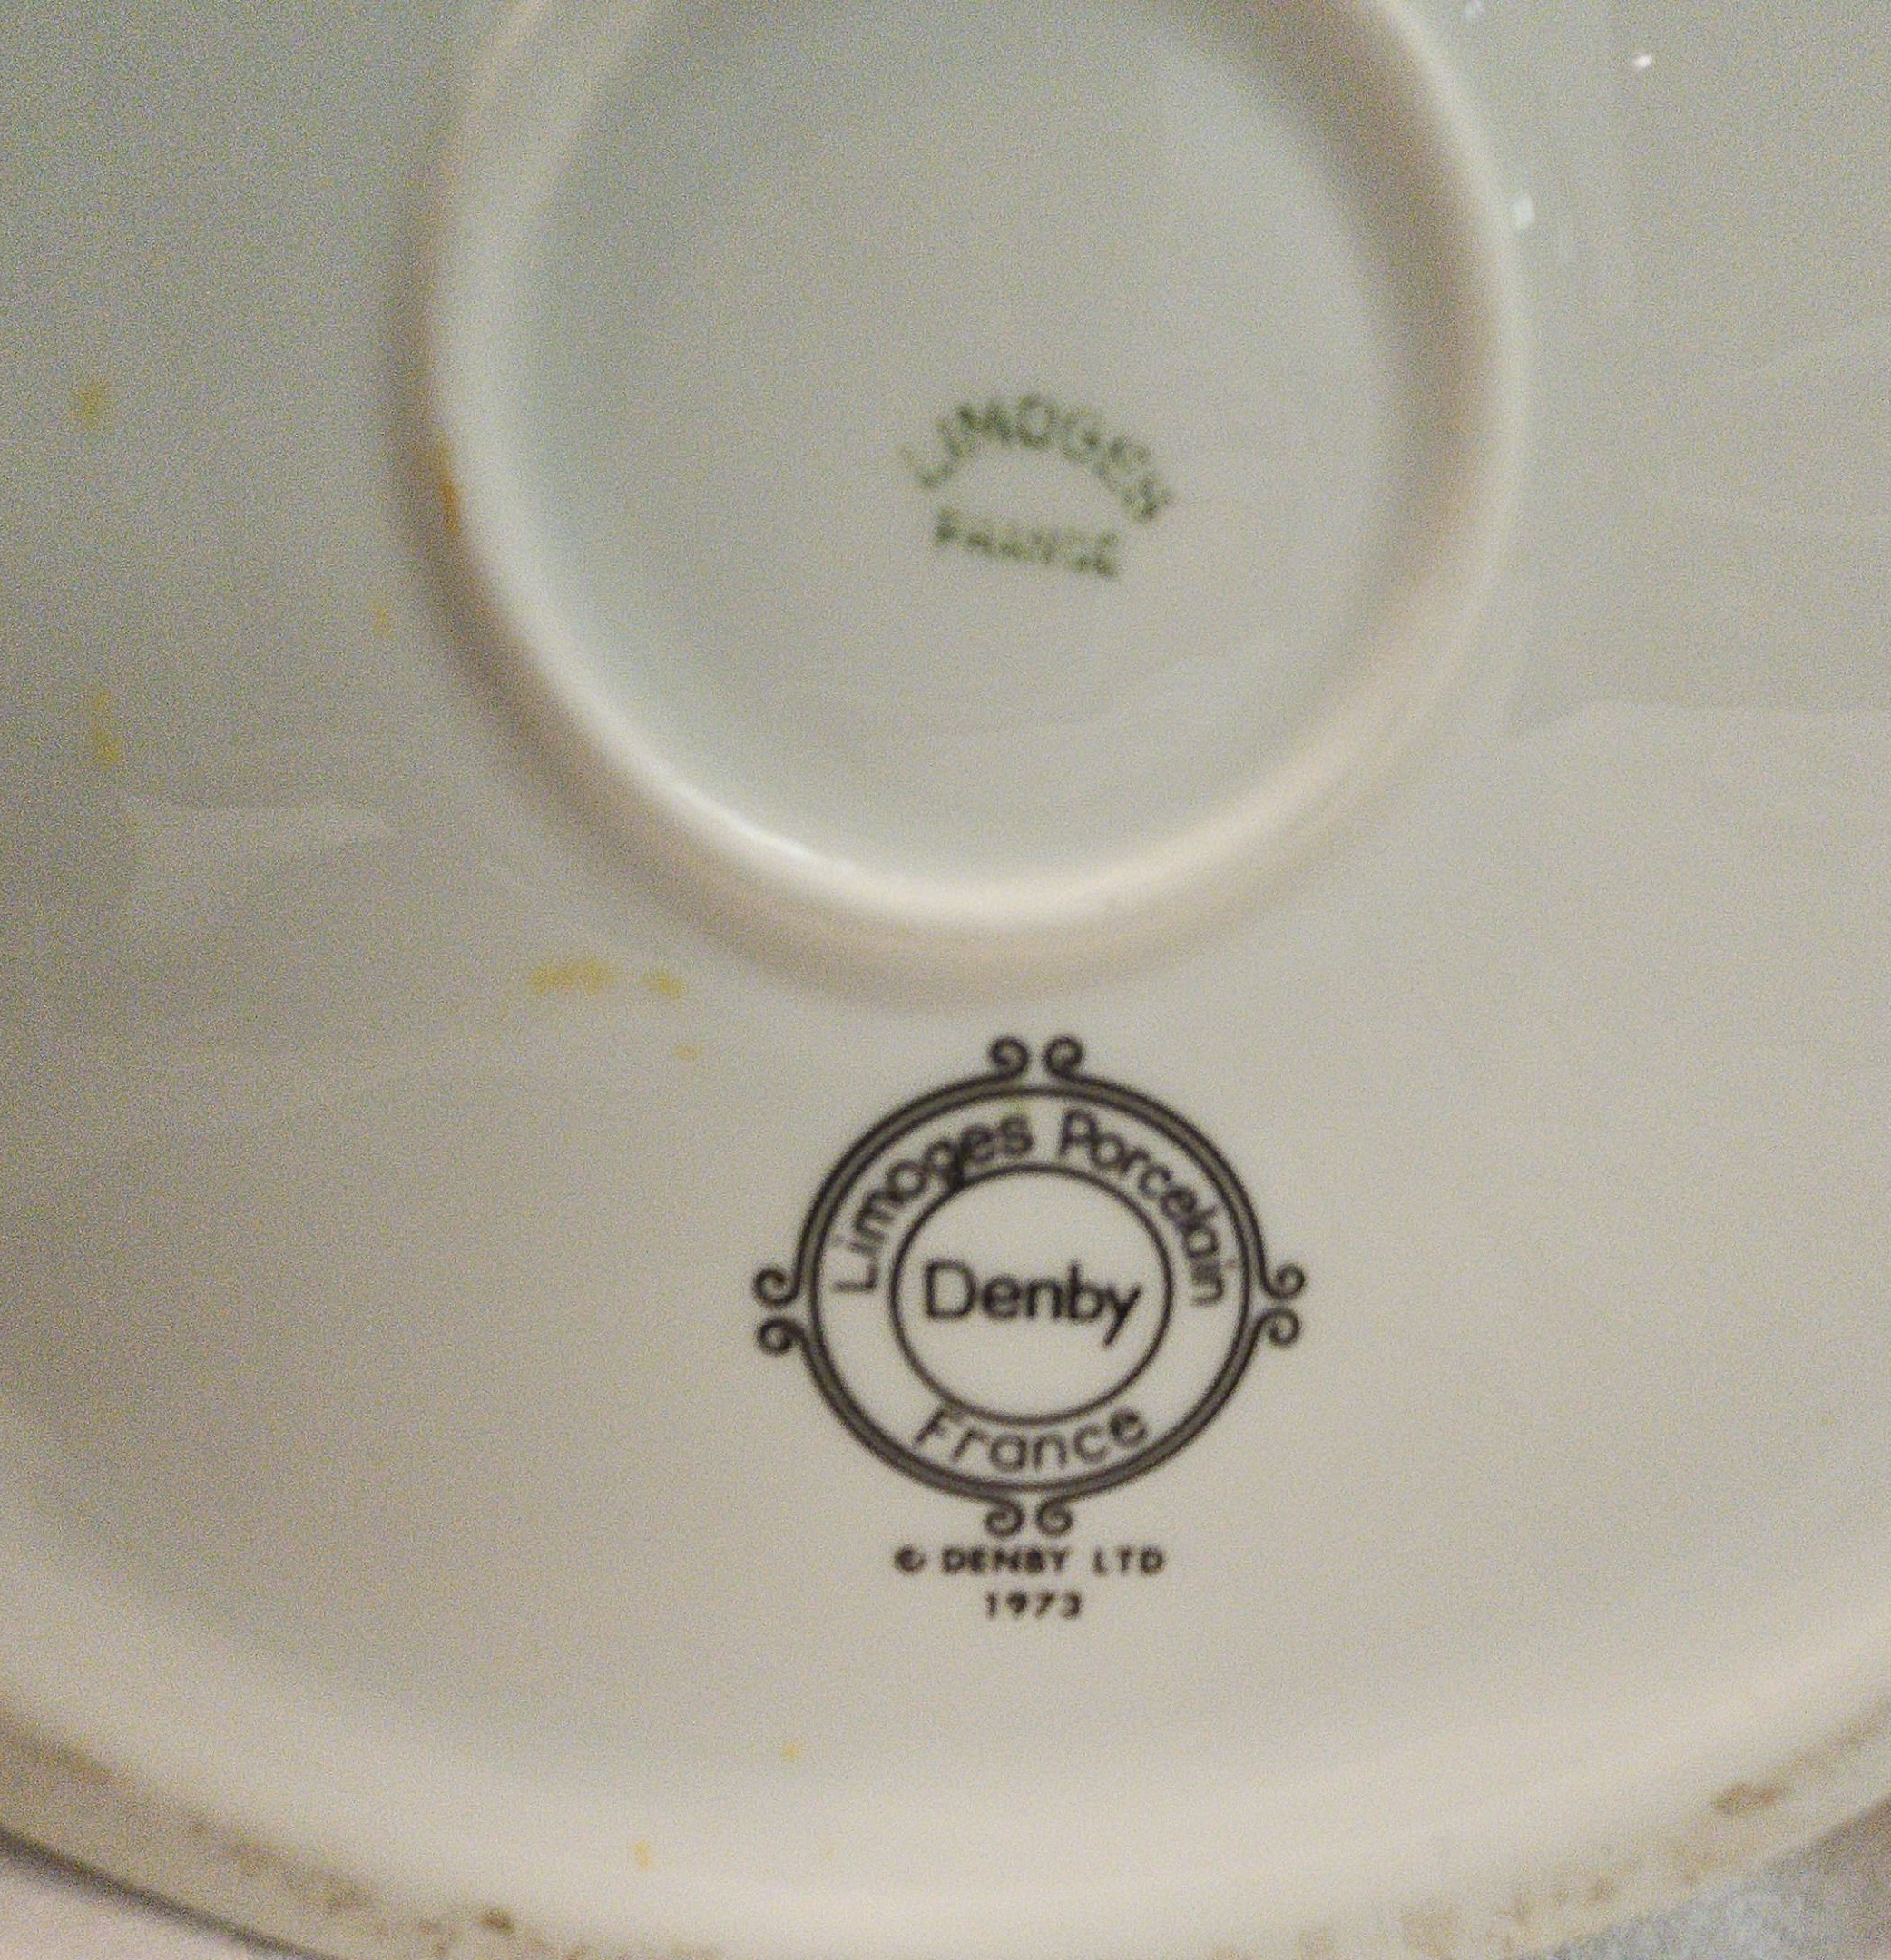 LIMOGES
FRANCE
Limoges Porcelain
Denby
France
© DENBY LTD
1973